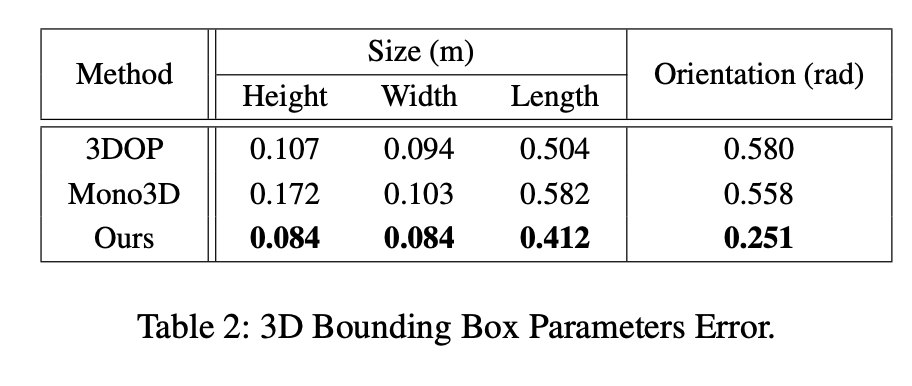 Method Size (m) Orientation (rad)
Height Width Length
3DOP 0.107 0.094 0.504 0.580
Mono3D 0.172 0.103 0.582 0.558
Ours 0.084 0.084 0.412 0.251
Table 2: 3D Bounding Box Parameters Error.